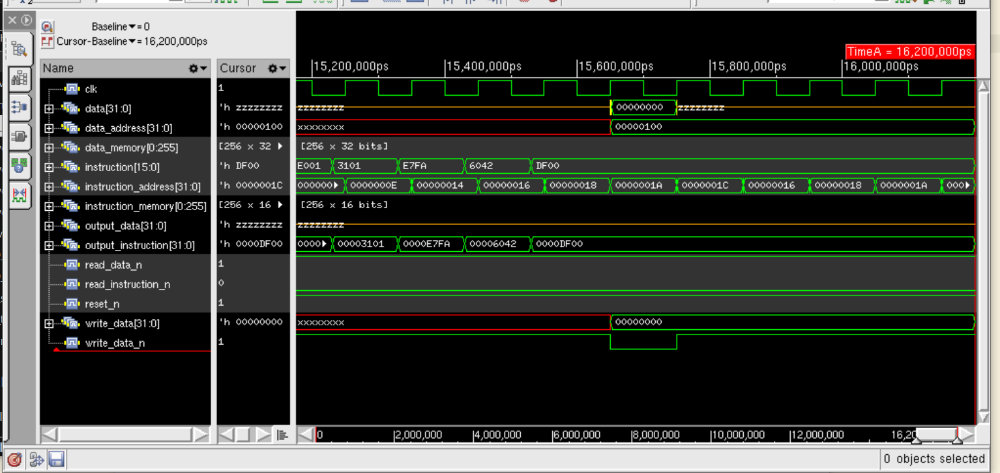 Baseline▼= 0
Cursor-Baseline▼= 16,200,000ps
TimeA = 16,200,000ps
Name Cursor |15,200,000ps |15,400,000ps |15,600,000ps |15,800,000ps |16,000,000ps
clk 1
data[31:0] 'h zzzzzzzz zzzzzzzz 00000000 zzzzzzzz
data_address[31:0] 'h 00000100 xxxxxxxx 00000100
data_memory[0:255] [256 x 32 ▶ [256 x 32 bits]
instruction[15:0] 'h DF00 E001 3101 E7FA 6042 DF00
instruction_address[31:0] 'h 0000001C 000000▶ 0000000E 00000014 00000016 00000018 0000001A 0000001C 00000016 00000018 0000001A 000▶
instruction_memory[0:255] [256 x 16 ▶ [256 x 16 bits]
output_data[31:0] 'h zzzzzzzz zzzzzzzz
output_instruction[31:0] 'h 0000DF00 0000▶ 00003101 0000E7FA 00006042 0000DF00
read_data_n 1
read_instruction_n 0
reset_n 1
write_data[31:0] 'h 00000000 xxxxxxxx 00000000
write_data_n 1
0 |2,000,000 |4,000,000 |6,000,000 |8,000,000 |10,000,000 |12,000,000 16,20
0 objects selected